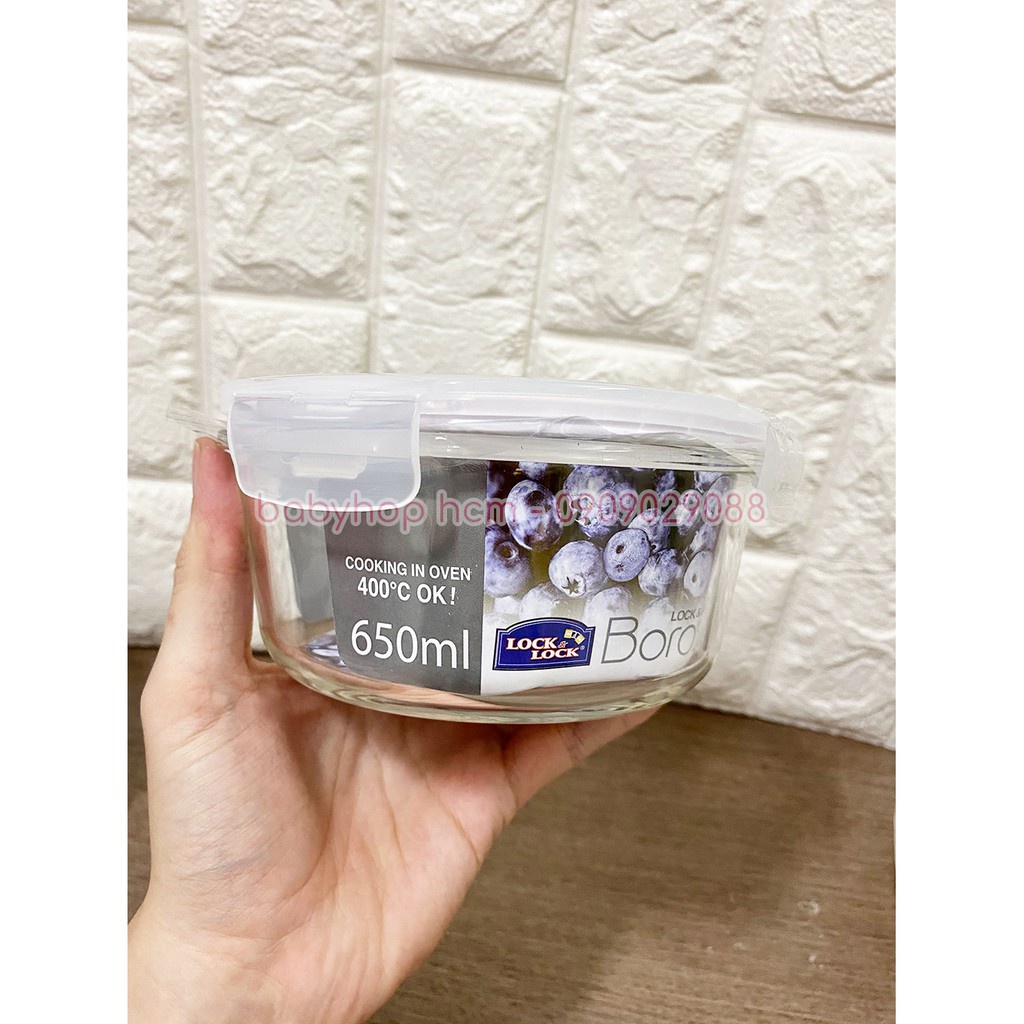 babyhop hcm - 0909029088
COOKING IN OVEN
400°C OK!
650ml
LOCK & LOCK®
LOCK
Boro